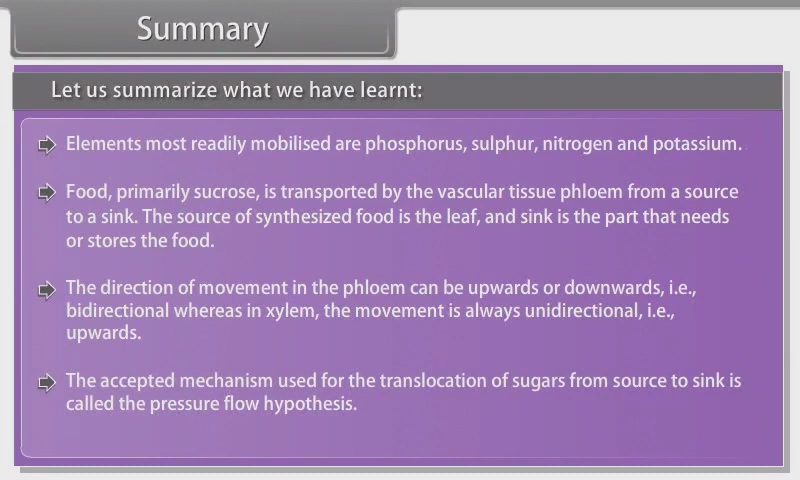 Summary
Let us summarize what we have learnt:
Elements most readily mobilised are phosphorus, sulphur, nitrogen and potassium.
Food, primarily sucrose, is transported by the vascular tissue phloem from a source
to a sink. The source of synthesized food is the leaf, and sink is the part that needs
or stores the food.
The direction of movement in the phloem can be upwards or downwards, i.e.,
bidirectional whereas in xylem, the movement is always unidirectional, i.e.,
upwards.
The accepted mechanism used for the translocation of sugars from source to sink is
called the pressure flow hypothesis.